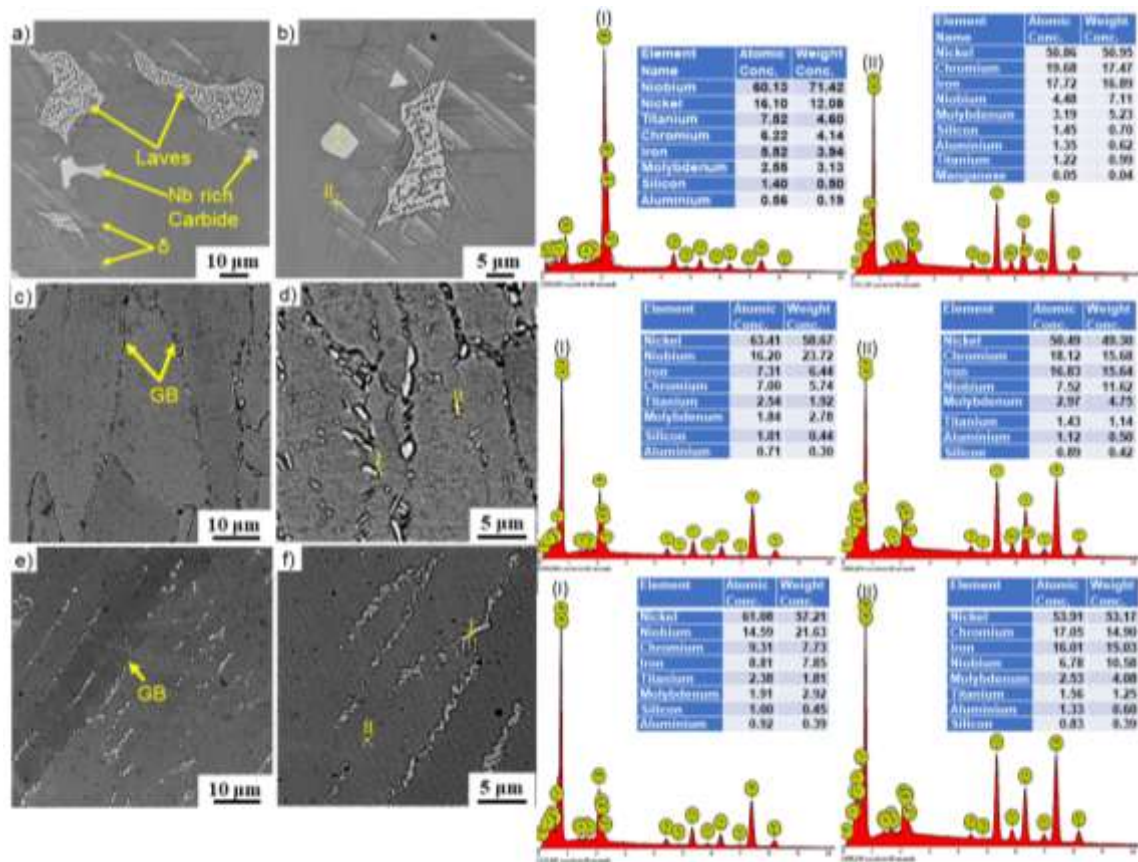 a)
Laves
Nb rich
Carbide
δ
10 µm
b)
II
5 µm
(I)
Element Name Atomic Conc. Weight Conc.
Niobium 60.13 71.42
Nickel 16.10 12.08
Titanium 7.52 4.60
Chromium 6.22 4.14
Iron 5.52 3.94
Molybdenum 2.55 3.13
Silicon 1.40 0.50
Aluminium 0.56 0.19
(II)
Element Name Atomic Conc. Weight Conc.
Nickel 50.86 50.95
Chromium 19.68 17.47
Iron 17.72 16.89
Niobium 4.48 7.11
Molybdenum 3.19 5.23
Silicon 1.45 0.70
Aluminium 1.35 0.62
Titanium 1.22 0.99
Manganese 0.05 0.04
c)
GB
10 µm
d)
II
5 µm
(I)
Element Atomic Conc. Weight Conc.
Nickel 63.41 58.67
Niobium 16.20 23.72
Iron 7.31 6.44
Chromium 7.00 5.74
Titanium 2.54 1.92
Molybdenum 1.84 2.78
Silicon 1.01 0.44
Aluminium 0.71 0.30
(II)
Element Atomic Conc. Weight Conc.
Nickel 50.49 49.30
Chromium 18.12 15.68
Iron 16.83 15.64
Niobium 7.52 11.62
Molybdenum 2.97 4.75
Titanium 1.43 1.14
Aluminium 1.12 0.50
Silicon 0.89 0.42
e)
GB
10 µm
f)
II
5 µm
(I)
Element Atomic Conc. Weight Conc.
Nickel 61.08 57.21
Niobium 14.59 21.63
Chromium 9.31 7.73
Iron 8.81 7.85
Titanium 2.38 1.81
Molybdenum 1.91 2.92
Silicon 1.00 0.45
Aluminium 0.92 0.39
(II)
Element Atomic Conc. Weight Conc.
Nickel 53.91 53.17
Chromium 17.05 14.90
Iron 16.01 15.03
Niobium 6.78 10.58
Molybdenum 2.53 4.08
Titanium 1.56 1.25
Aluminium 1.33 0.60
Silicon 0.83 0.39